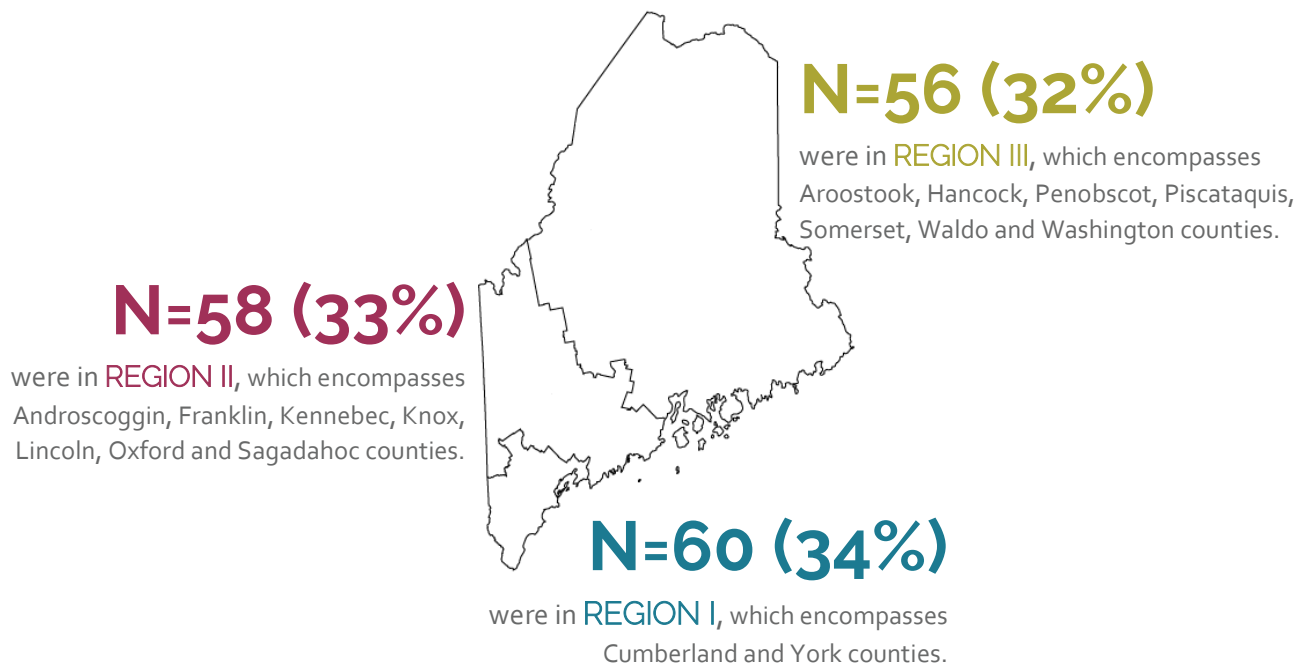 N=56 (32%)
were in REGION III, which encompasses
Aroostook, Hancock, Penobscot, Piscataquis,
Somerset, Waldo and Washington counties.
N=58 (33%)
were in REGION II, which encompasses
Androscoggin, Franklin, Kennebec, Knox,
Lincoln, Oxford and Sagadahoc counties.
N=60 (34%)
were in REGION I, which encompasses
Cumberland and York counties.